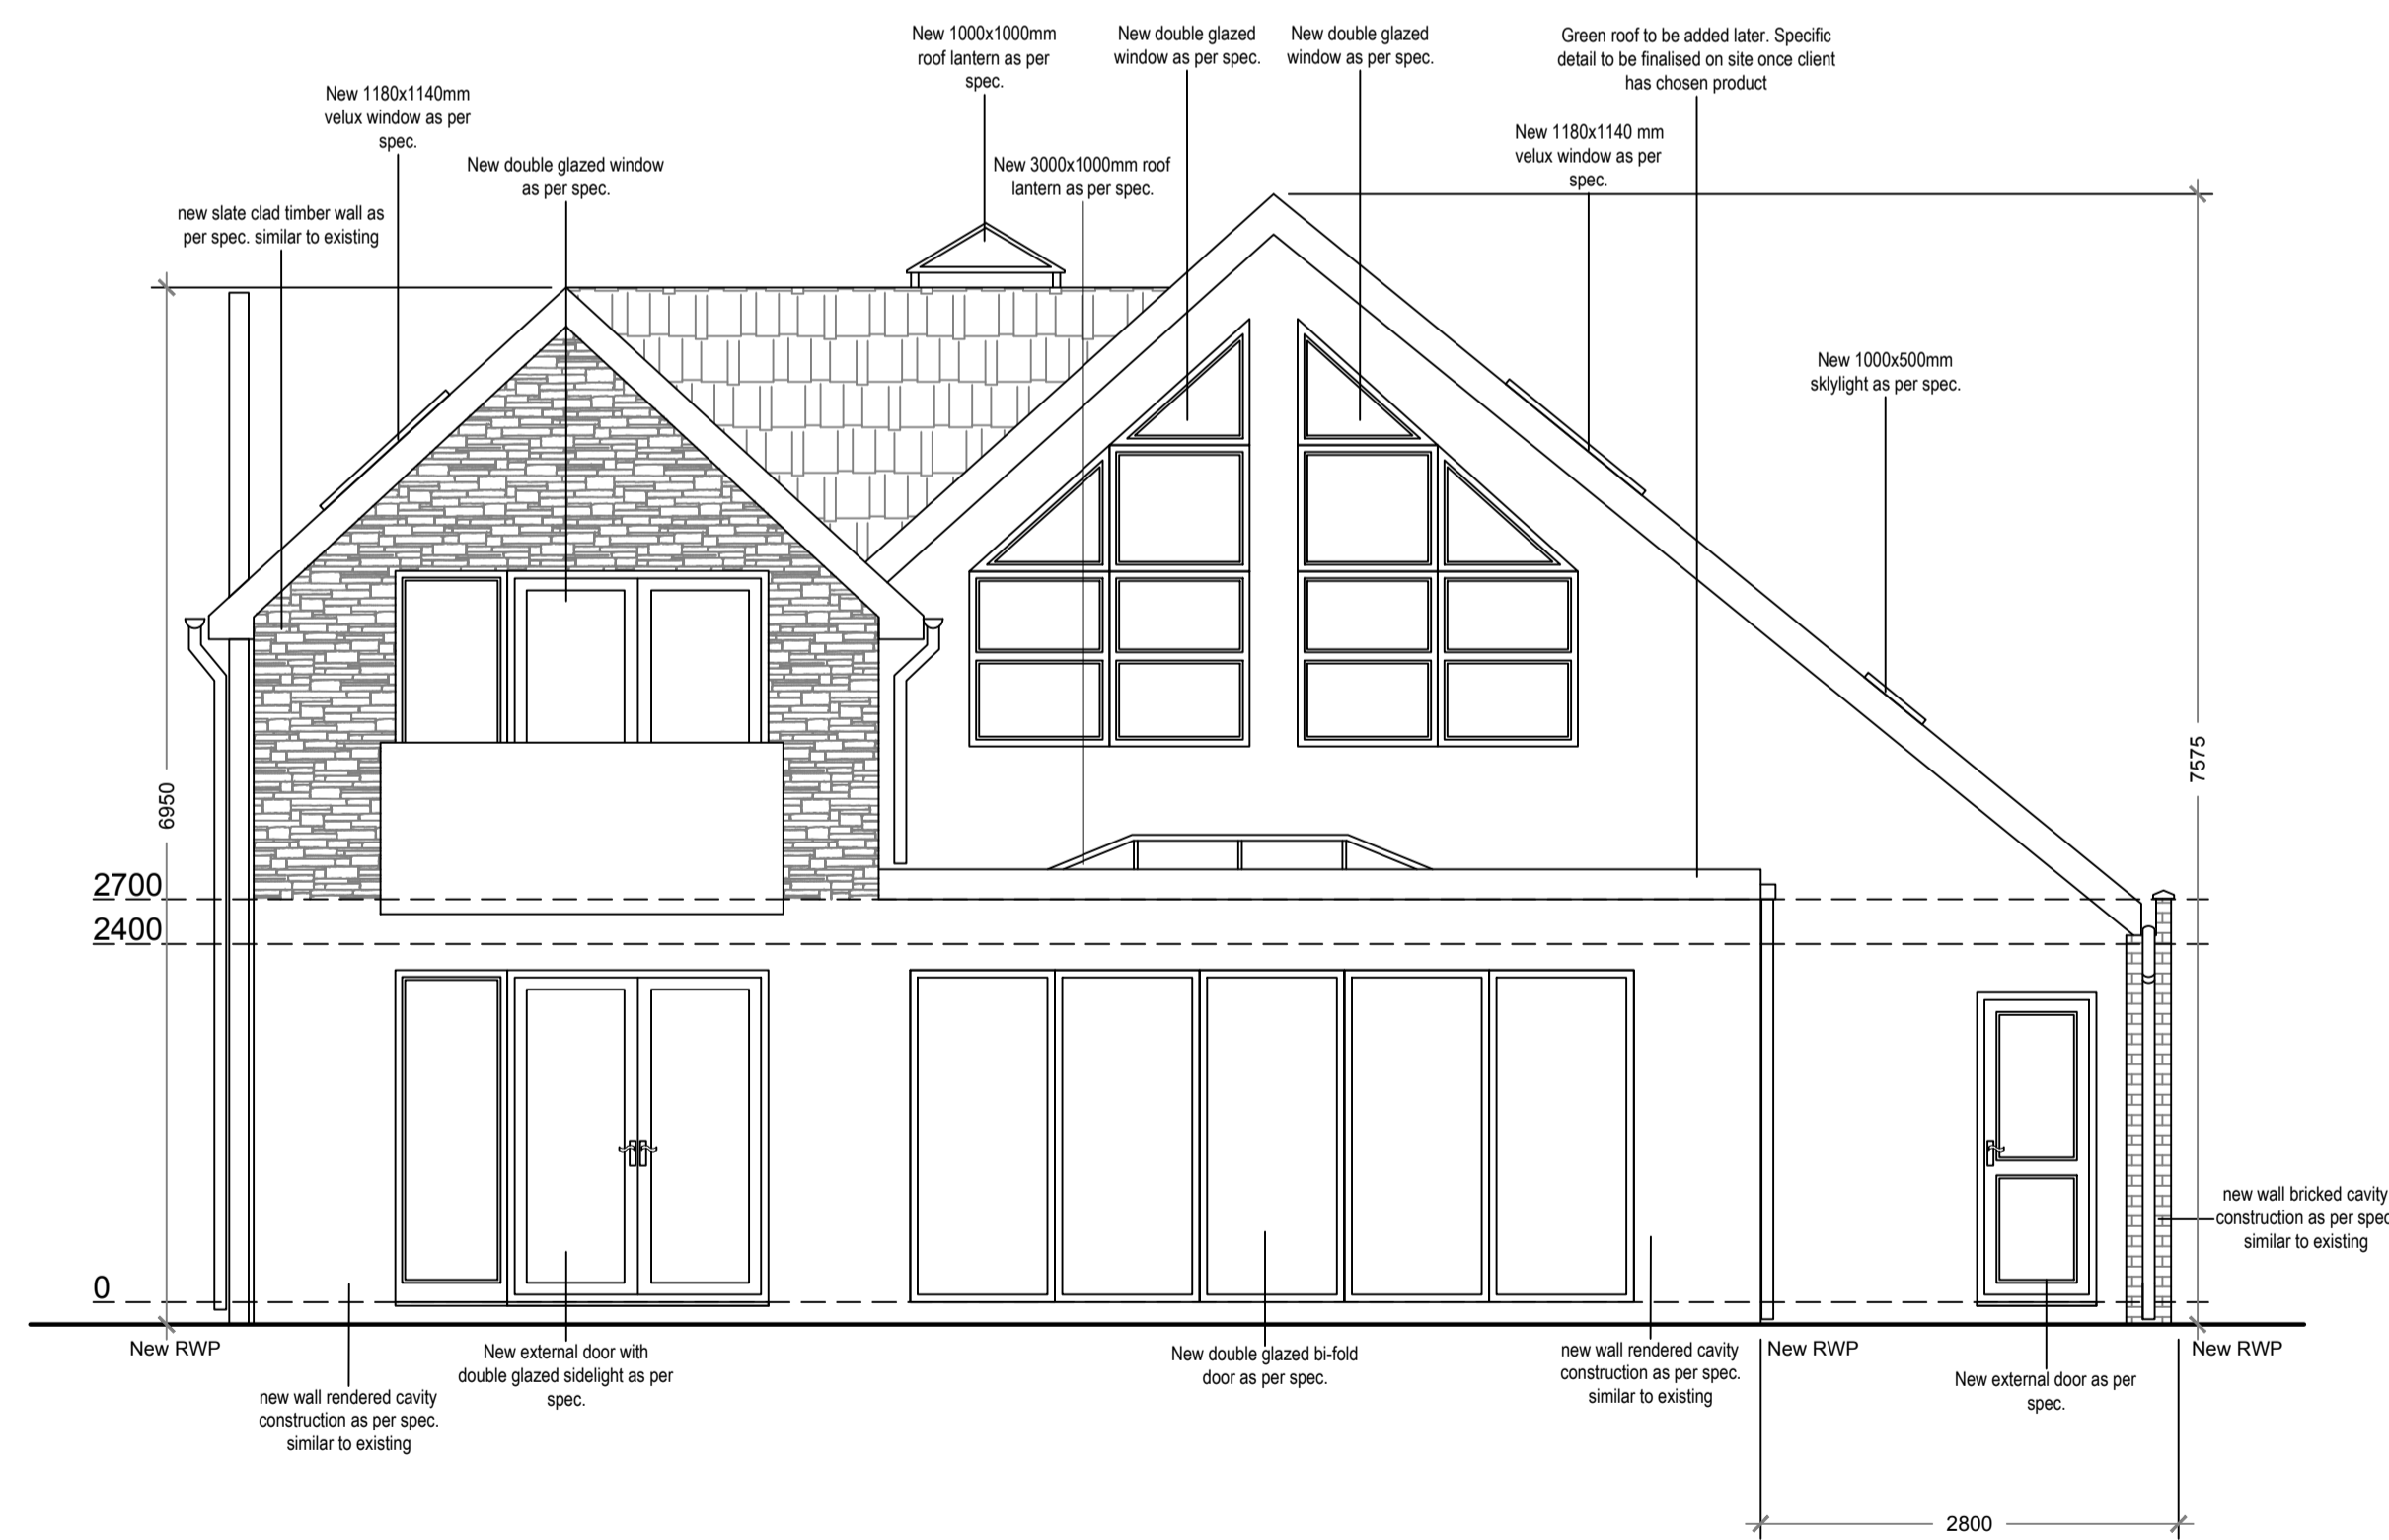 New 1000x1000mm
roof lantern as per
spec.
New double glazed
window as per spec.
New double glazed
window as per spec.
Green roof to be added later. Specific
detail to be finalised on site once client
has chosen product
New 1180x1140mm
velux window as per
spec.
New 1180x1140 mm
velux window as per
spec.
New double glazed window
as per spec.
New 3000x1000mm roof
lantern as per spec.
new slate clad timber wall as
per spec. similar to existing
New 1000x500mm
sklylight as per spec.
6950
7575
2700
2400
0
new wall bricked cavity
construction as per spec
similar to existing
New RWP
New external door with
double glazed sidelight as per
spec.
New double glazed bi-fold
door as per spec.
new wall rendered cavity
construction as per spec.
similar to existing
New RWP
New RWP
New external door as per
spec.
new wall rendered cavity
construction as per spec.
similar to existing
2800